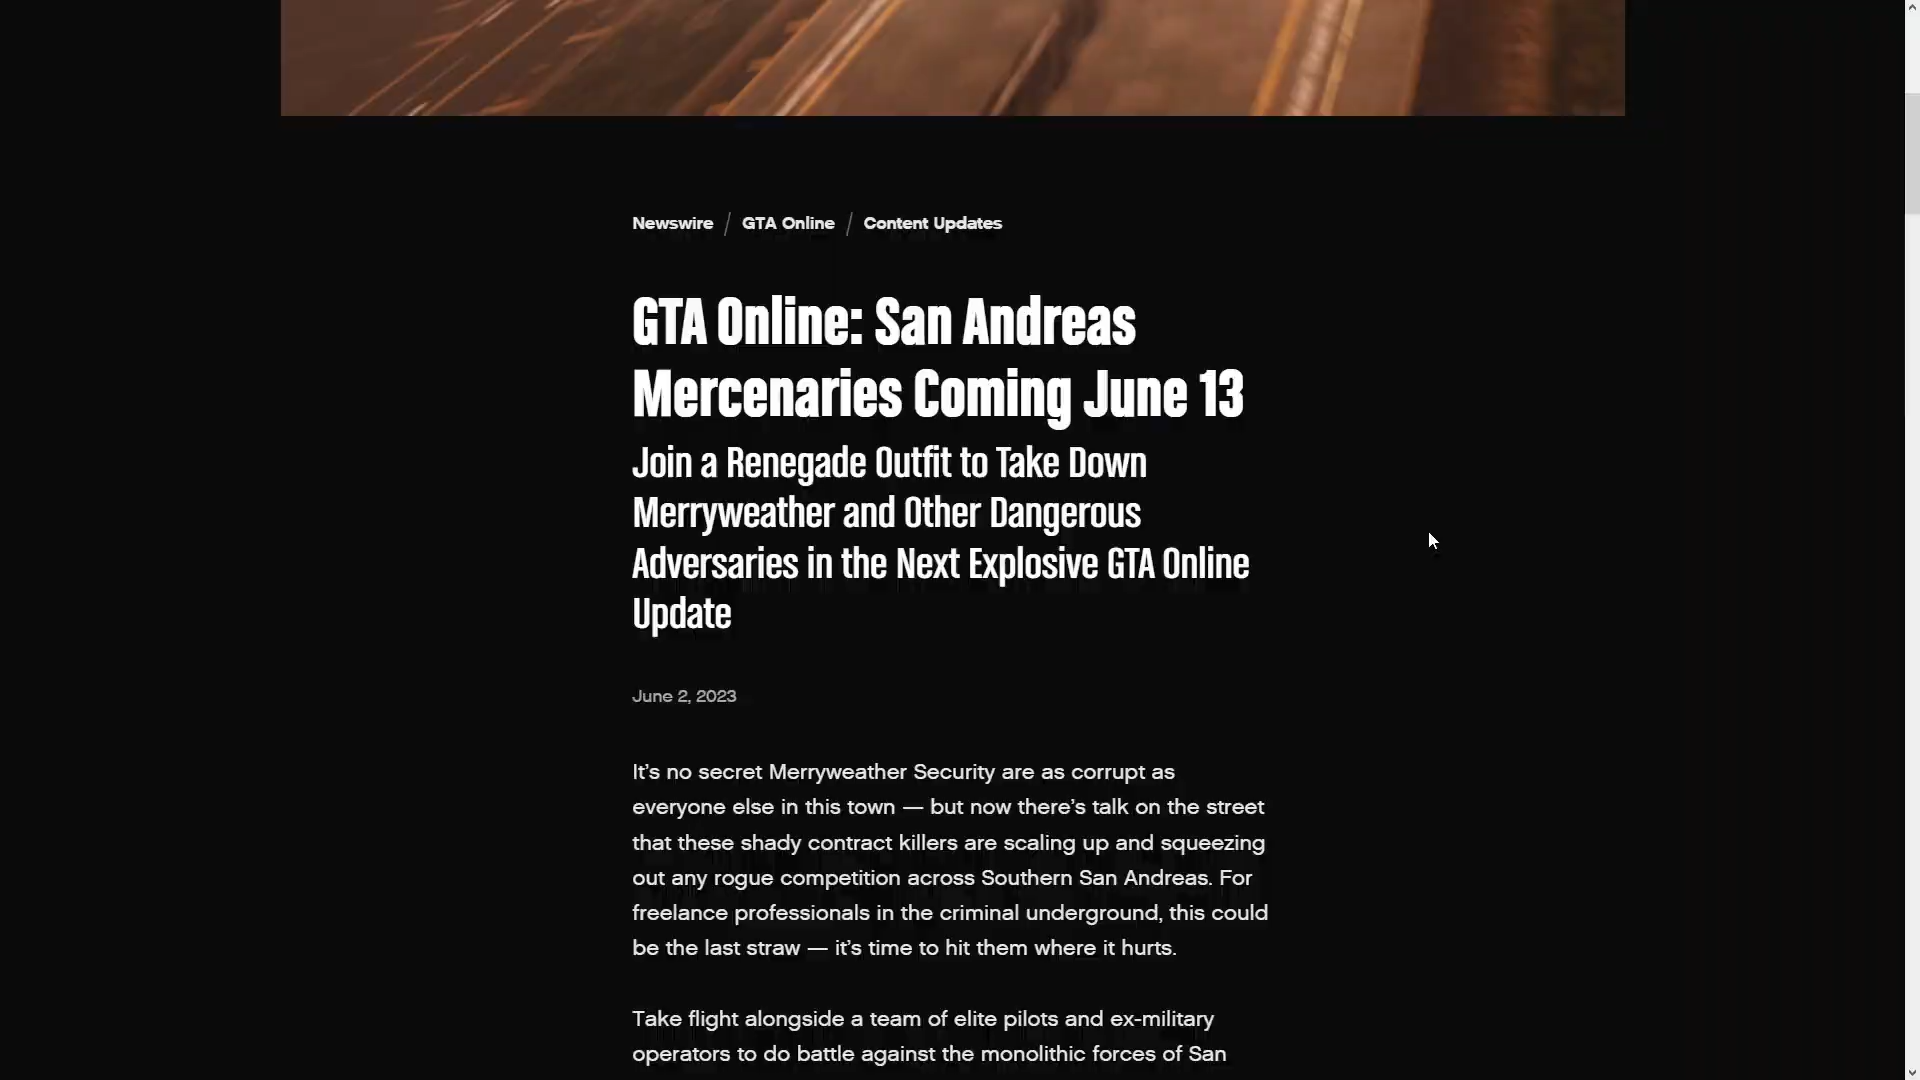 Newswire / GTA Online / Content Updates
GTA Online: San Andreas
Mercenaries Coming June 13
Join a Renegade Outfit to Take Down
Merryweather and Other Dangerous
Adversaries in the Next Explosive GTA Online
Update
June 2, 2023
It’s no secret Merryweather Security are as corrupt as
everyone else in this town — but now there’s talk on the street
that these shady contract killers are scaling up and squeezing
out any rogue competition across Southern San Andreas. For
freelance professionals in the criminal underground, this could
be the last straw — it’s time to hit them where it hurts.
Take flight alongside a team of elite pilots and ex-military
operators to do battle against the monolithic forces of San